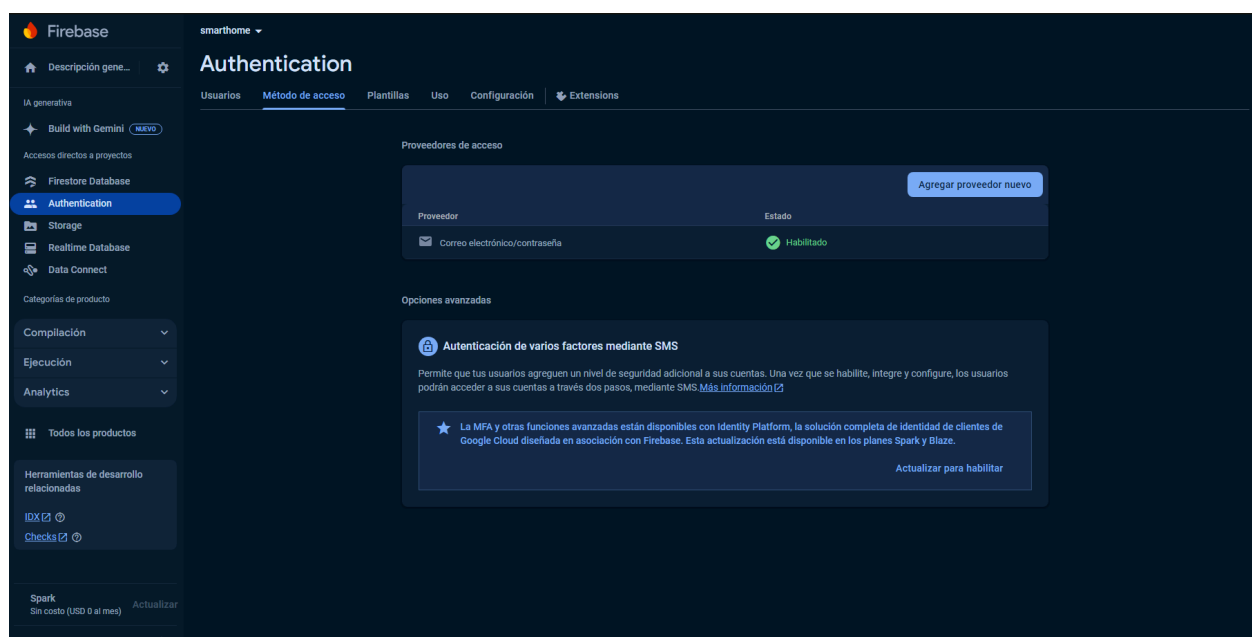 Firebase
smarthome
Descripción gene...
Authentication
Usuarios Método de acceso Plantillas Uso Configuración Extensions
IA generativa
Build with Gemini NUEVO
Accesos directos a proyectos
Firestore Database
Authentication
Storage
Realtime Database
Data Connect
Categorías de producto
Compilación
Ejecución
Analytics
Todos los productos
Herramientas de desarrollo
relacionadas
IDX
Checks
Spark
Sin costo (USD 0 al mes)
Actualizar
Proveedores de acceso
Agregar proveedor nuevo
Proveedor Estado
Correo electrónico/contraseña Habilitado
Opciones avanzadas
Autenticación de varios factores mediante SMS
Permite que tus usuarios agreguen un nivel de seguridad adicional a sus cuentas. Una vez que se habilite, integre y configure, los usuarios
podrán acceder a sus cuentas a través dos pasos, mediante SMS.Más información
La MFA y otras funciones avanzadas están disponibles con Identity Platform, la solución completa de identidad de clientes de
Google Cloud diseñada en asociación con Firebase. Esta actualización está disponible en los planes Spark y Blaze.
Actualizar para habilitar